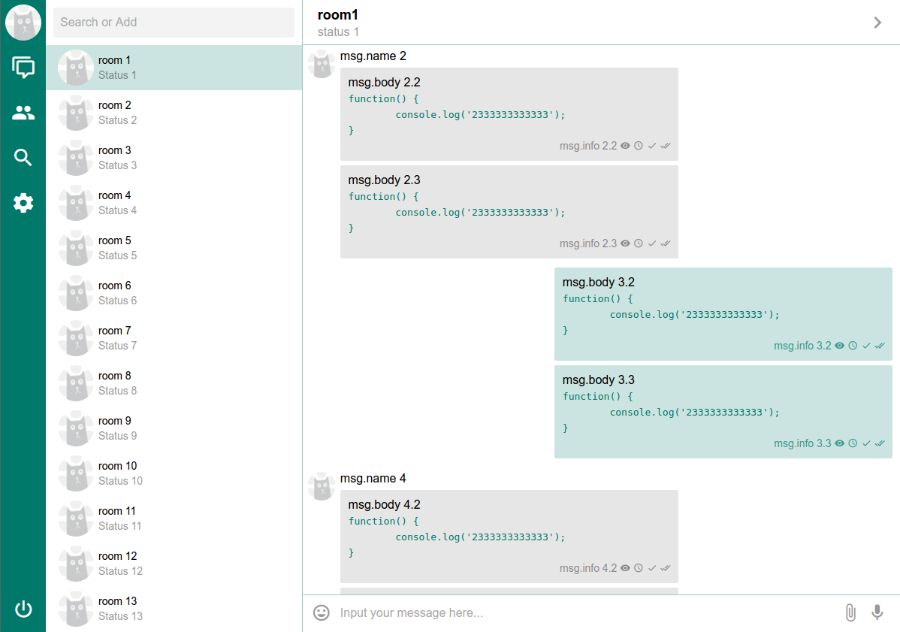 Search or Add
room 1
Status 1
room 2
Status 2
room 3
Status 3
room 4
Status 4
room 5
Status 5
room 6
Status 6
room 7
Status 7
room 8
Status 8
room 9
Status 9
room 10
Status 10
room 11
Status 11
room 12
Status 12
room 13
Status 13
room1
status 1
msg.name 2
msg.body 2.2
function() {
console.log('2333333333333');
}
msg.info 2.2
msg.body 2.3
function() {
console.log('2333333333333');
}
msg.info 2.3
msg.body 3.2
function() {
console.log('2333333333333');
}
msg.info 3.2
msg.body 3.3
function() {
console.log('2333333333333');
}
msg.info 3.3
msg.name 4
msg.body 4.2
function() {
console.log('2333333333333');
}
msg.info 4.2
Input your message here...